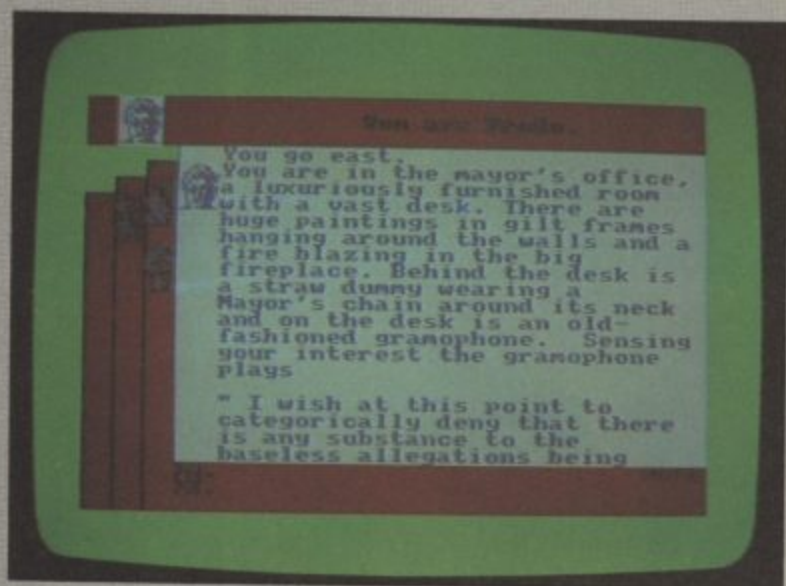 You are Fredo.
You go east.
You are in the mayor's office,
a luxuriously furnished room
with a vast desk. There are
huge paintings in gilt frames
hanging around the walls and a
fire blazing in the big
fireplace. Behind the desk is
a straw dummy wearing a
Mayor's chain around its neck
and on the desk is an old-
fashioned gramophone. Sensing
your interest the gramophone
plays
" I wish at this point to
categorically deny that there
is any substance to the
baseless allegations being